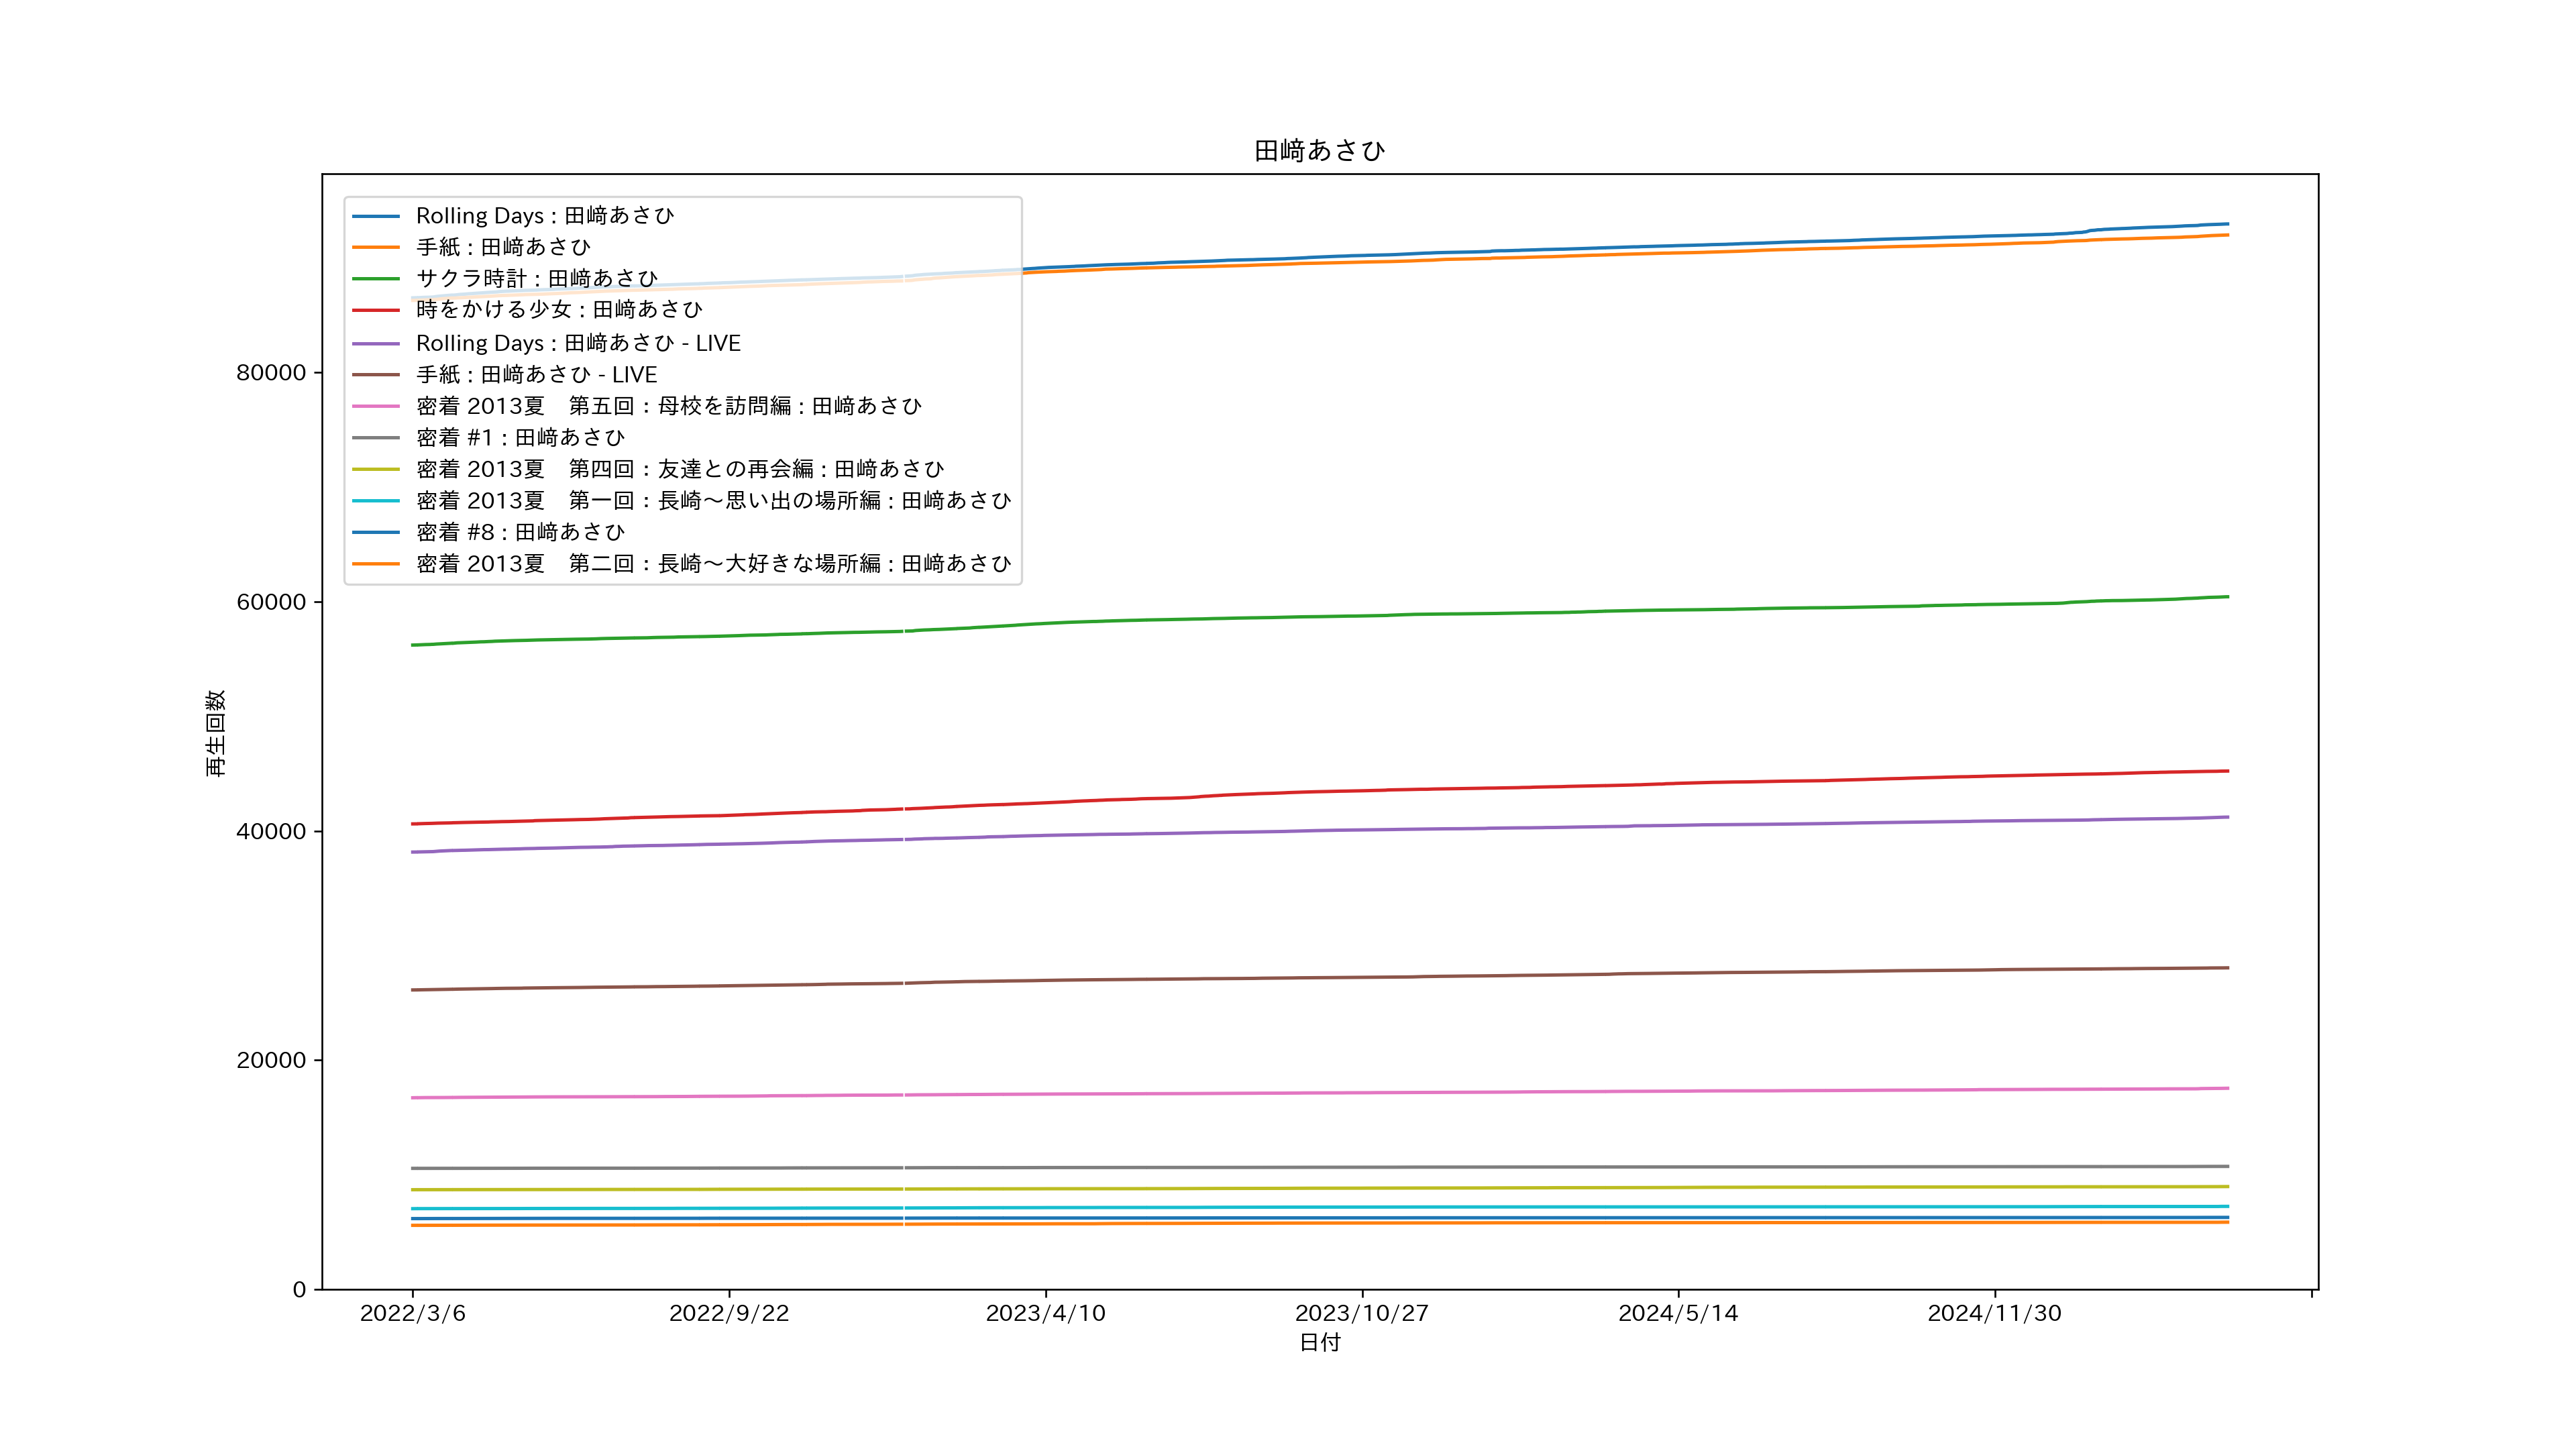 田﨑あさひ
Rolling Days : 田﨑あさひ
手紙 : 田﨑あさひ
サクラ時計 : 田﨑あさひ
時をかける少女 : 田﨑あさひ
Rolling Days : 田﨑あさひ - LIVE
手紙 : 田﨑あさひ - LIVE
密着 2013夏　第五回：母校を訪問編 : 田﨑あさひ
密着 #1 : 田﨑あさひ
密着 2013夏　第四回：友達との再会編 : 田﨑あさひ
密着 2013夏　第一回：長崎～思い出の場所編 : 田﨑あさひ
密着 #8 : 田﨑あさひ
密着 2013夏　第二回：長崎～大好きな場所編 : 田﨑あさひ
80000
60000
40000
20000
0
再生回数
2022/3/6
2022/9/22
2023/4/10
2023/10/27
2024/5/14
2024/11/30
日付